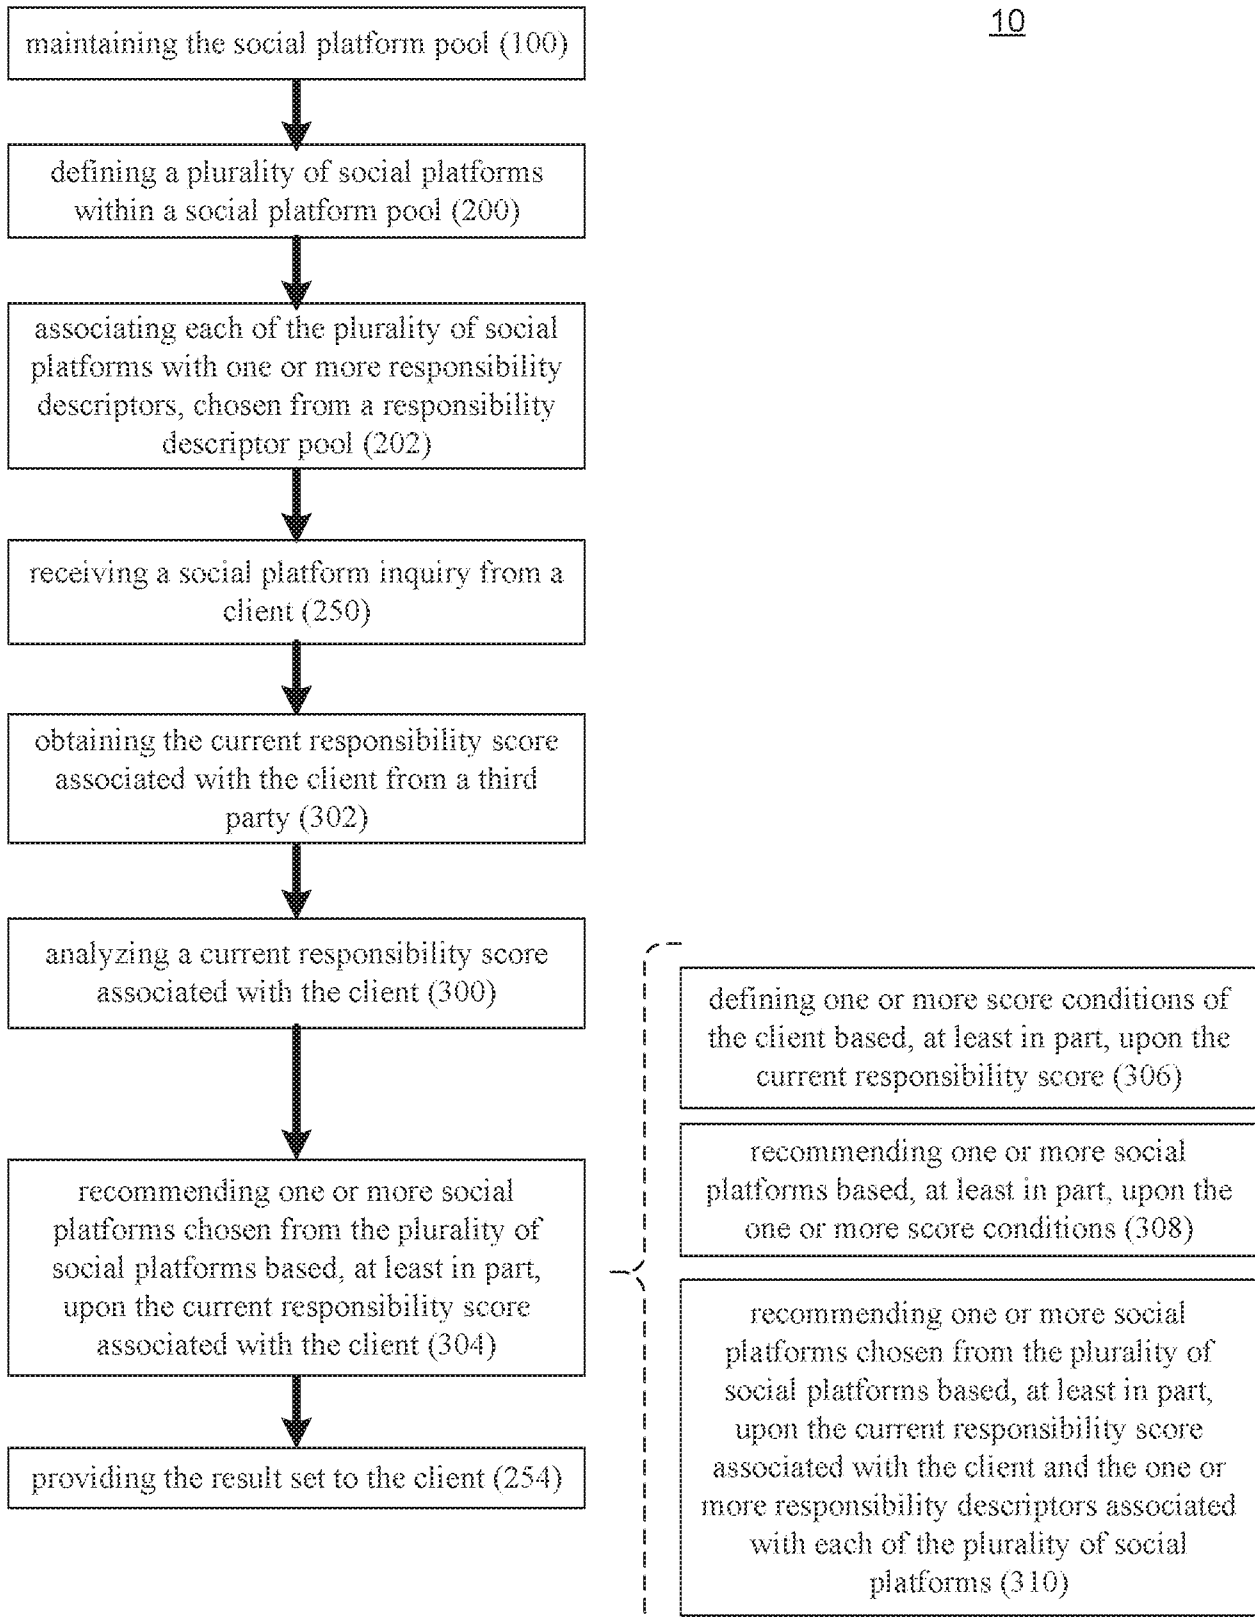 10
maintaining the social platform pool (100)
defining a plurality of social platforms
within a social platform pool (200)
associating each of the plurality of social
platforms with one or more responsibility
descriptors, chosen from a responsibility
descriptor pool (202)
receiving a social platform inquiry from a
client (250)
obtaining the current responsibility score
associated with the client from a third
party (302)
analyzing a current responsibility score
associated with the client (300)
recommending one or more social
platforms chosen from the plurality of
social platforms based, at least in part,
upon the current responsibility score
associated with the client (304)
providing the result set to the client (254)
defining one or more score conditions of
the client based, at least in part, upon the
current responsibility score (306)
recommending one or more social
platforms based, at least in part, upon the
one or more score conditions (308)
recommending one or more social
platforms chosen from the plurality of
social platforms based, at least in part,
upon the current responsibility score
associated with the client and the one or
more responsibility descriptors associated
with each of the plurality of social
platforms (310)